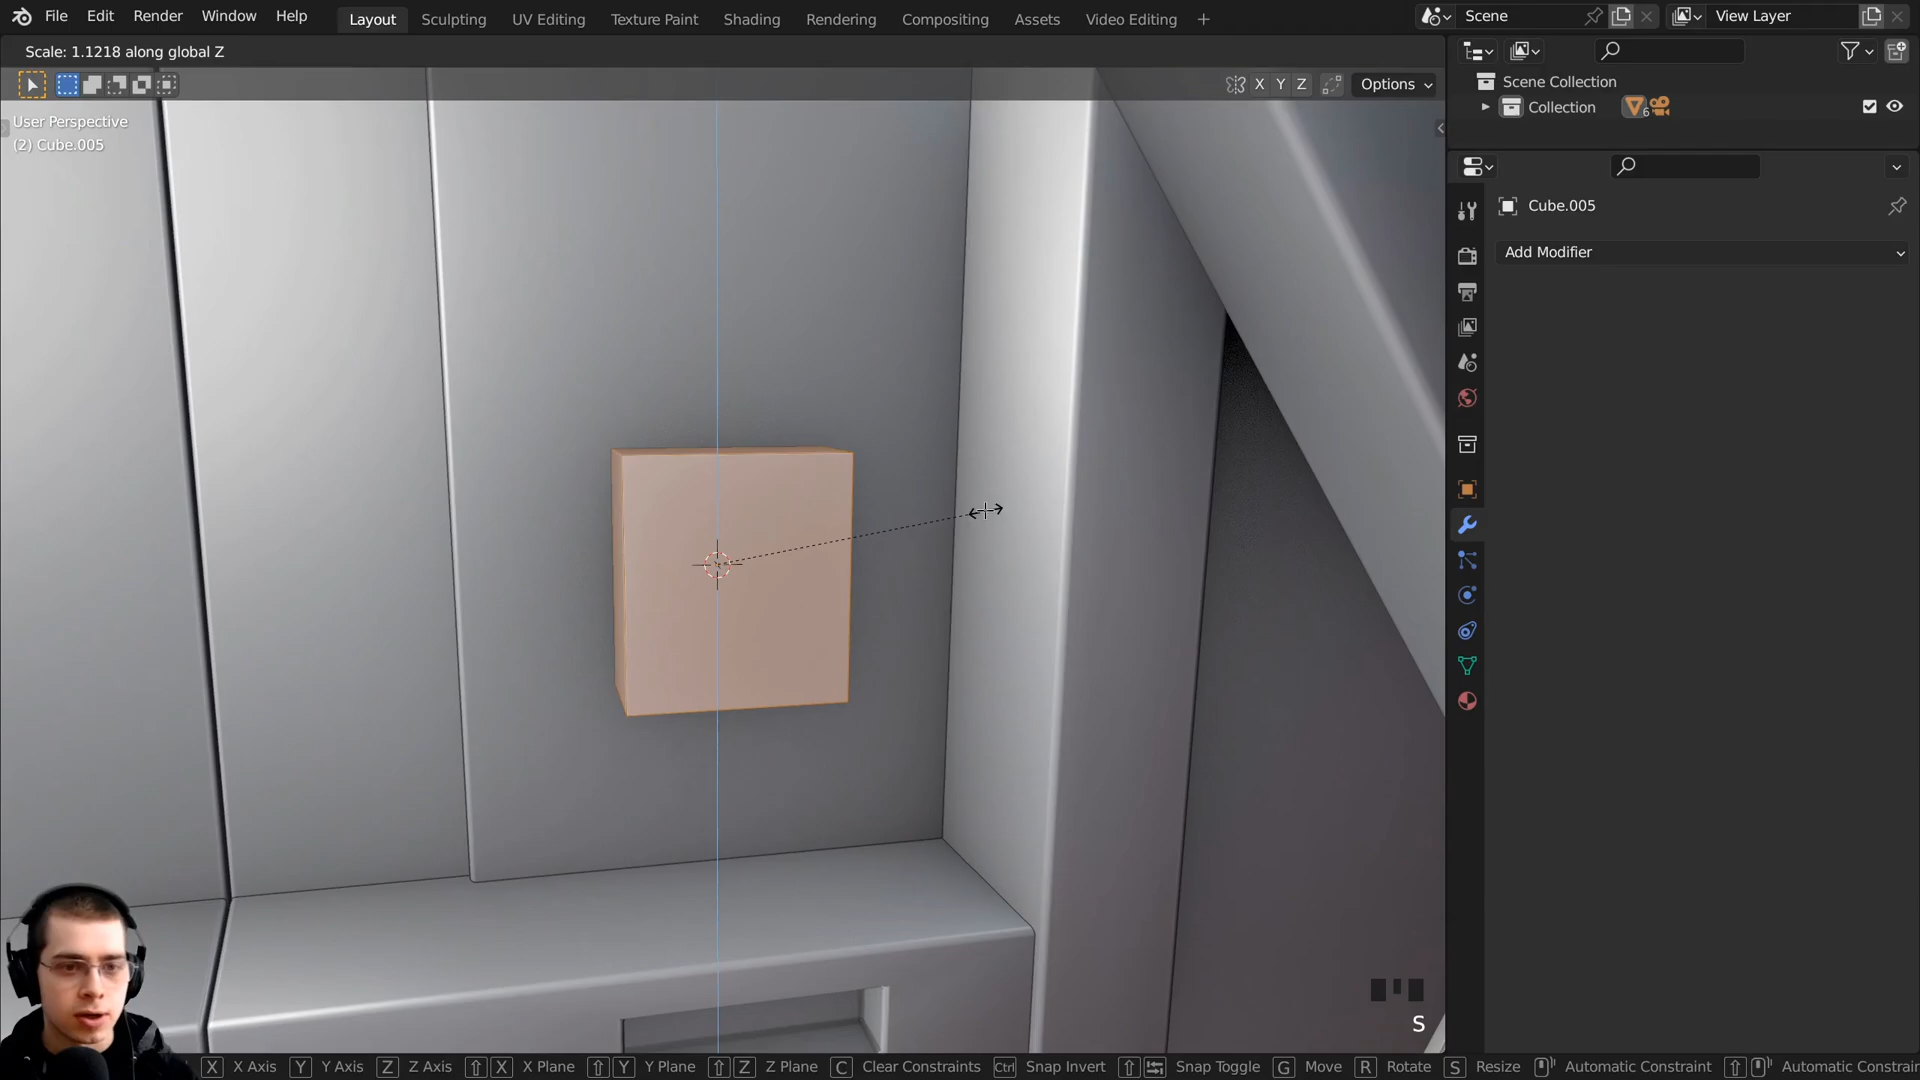 File Edit Render Window Help
Layout Sculpting UV Editing Texture Paint Shading Rendering Compositing Assets Video Editing
Scene
View Layer
Scale: 1.1218 along global Z
X Y Z Options
User Perspective
(2) Cube.005
Scene Collection
Collection
6
Cube.005
Add Modifier
S
X X Axis Y Y Axis Z Z Axis X X Plane Y Y Plane Z Z Plane C Clear Constraints Ctrl Snap Invert Snap Toggle G Move R Rotate S Resize Automatic Constraint Automatic Constrain